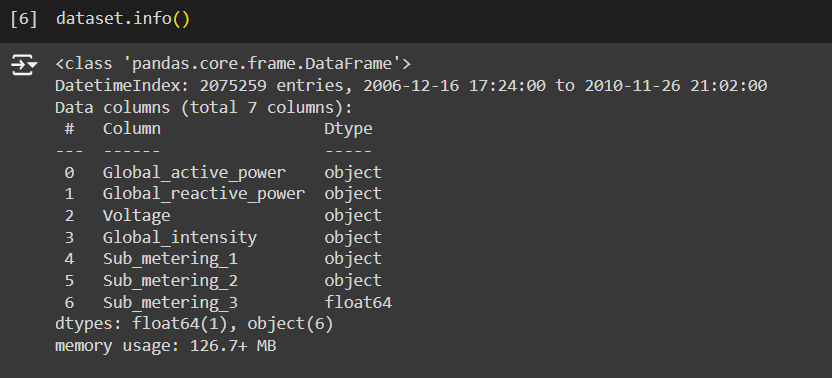 [6] dataset.info()
<class 'pandas.core.frame.DataFrame'>
DatetimeIndex: 2075259 entries, 2006-12-16 17:24:00 to 2010-11-26 21:02:00
Data columns (total 7 columns):
 #   Column                 Dtype
---  ------                 -----
 0   Global_active_power    object
 1   Global_reactive_power  object
 2   Voltage                object
 3   Global_intensity       object
 4   Sub_metering_1         object
 5   Sub_metering_2         object
 6   Sub_metering_3         float64
dtypes: float64(1), object(6)
memory usage: 126.7+ MB